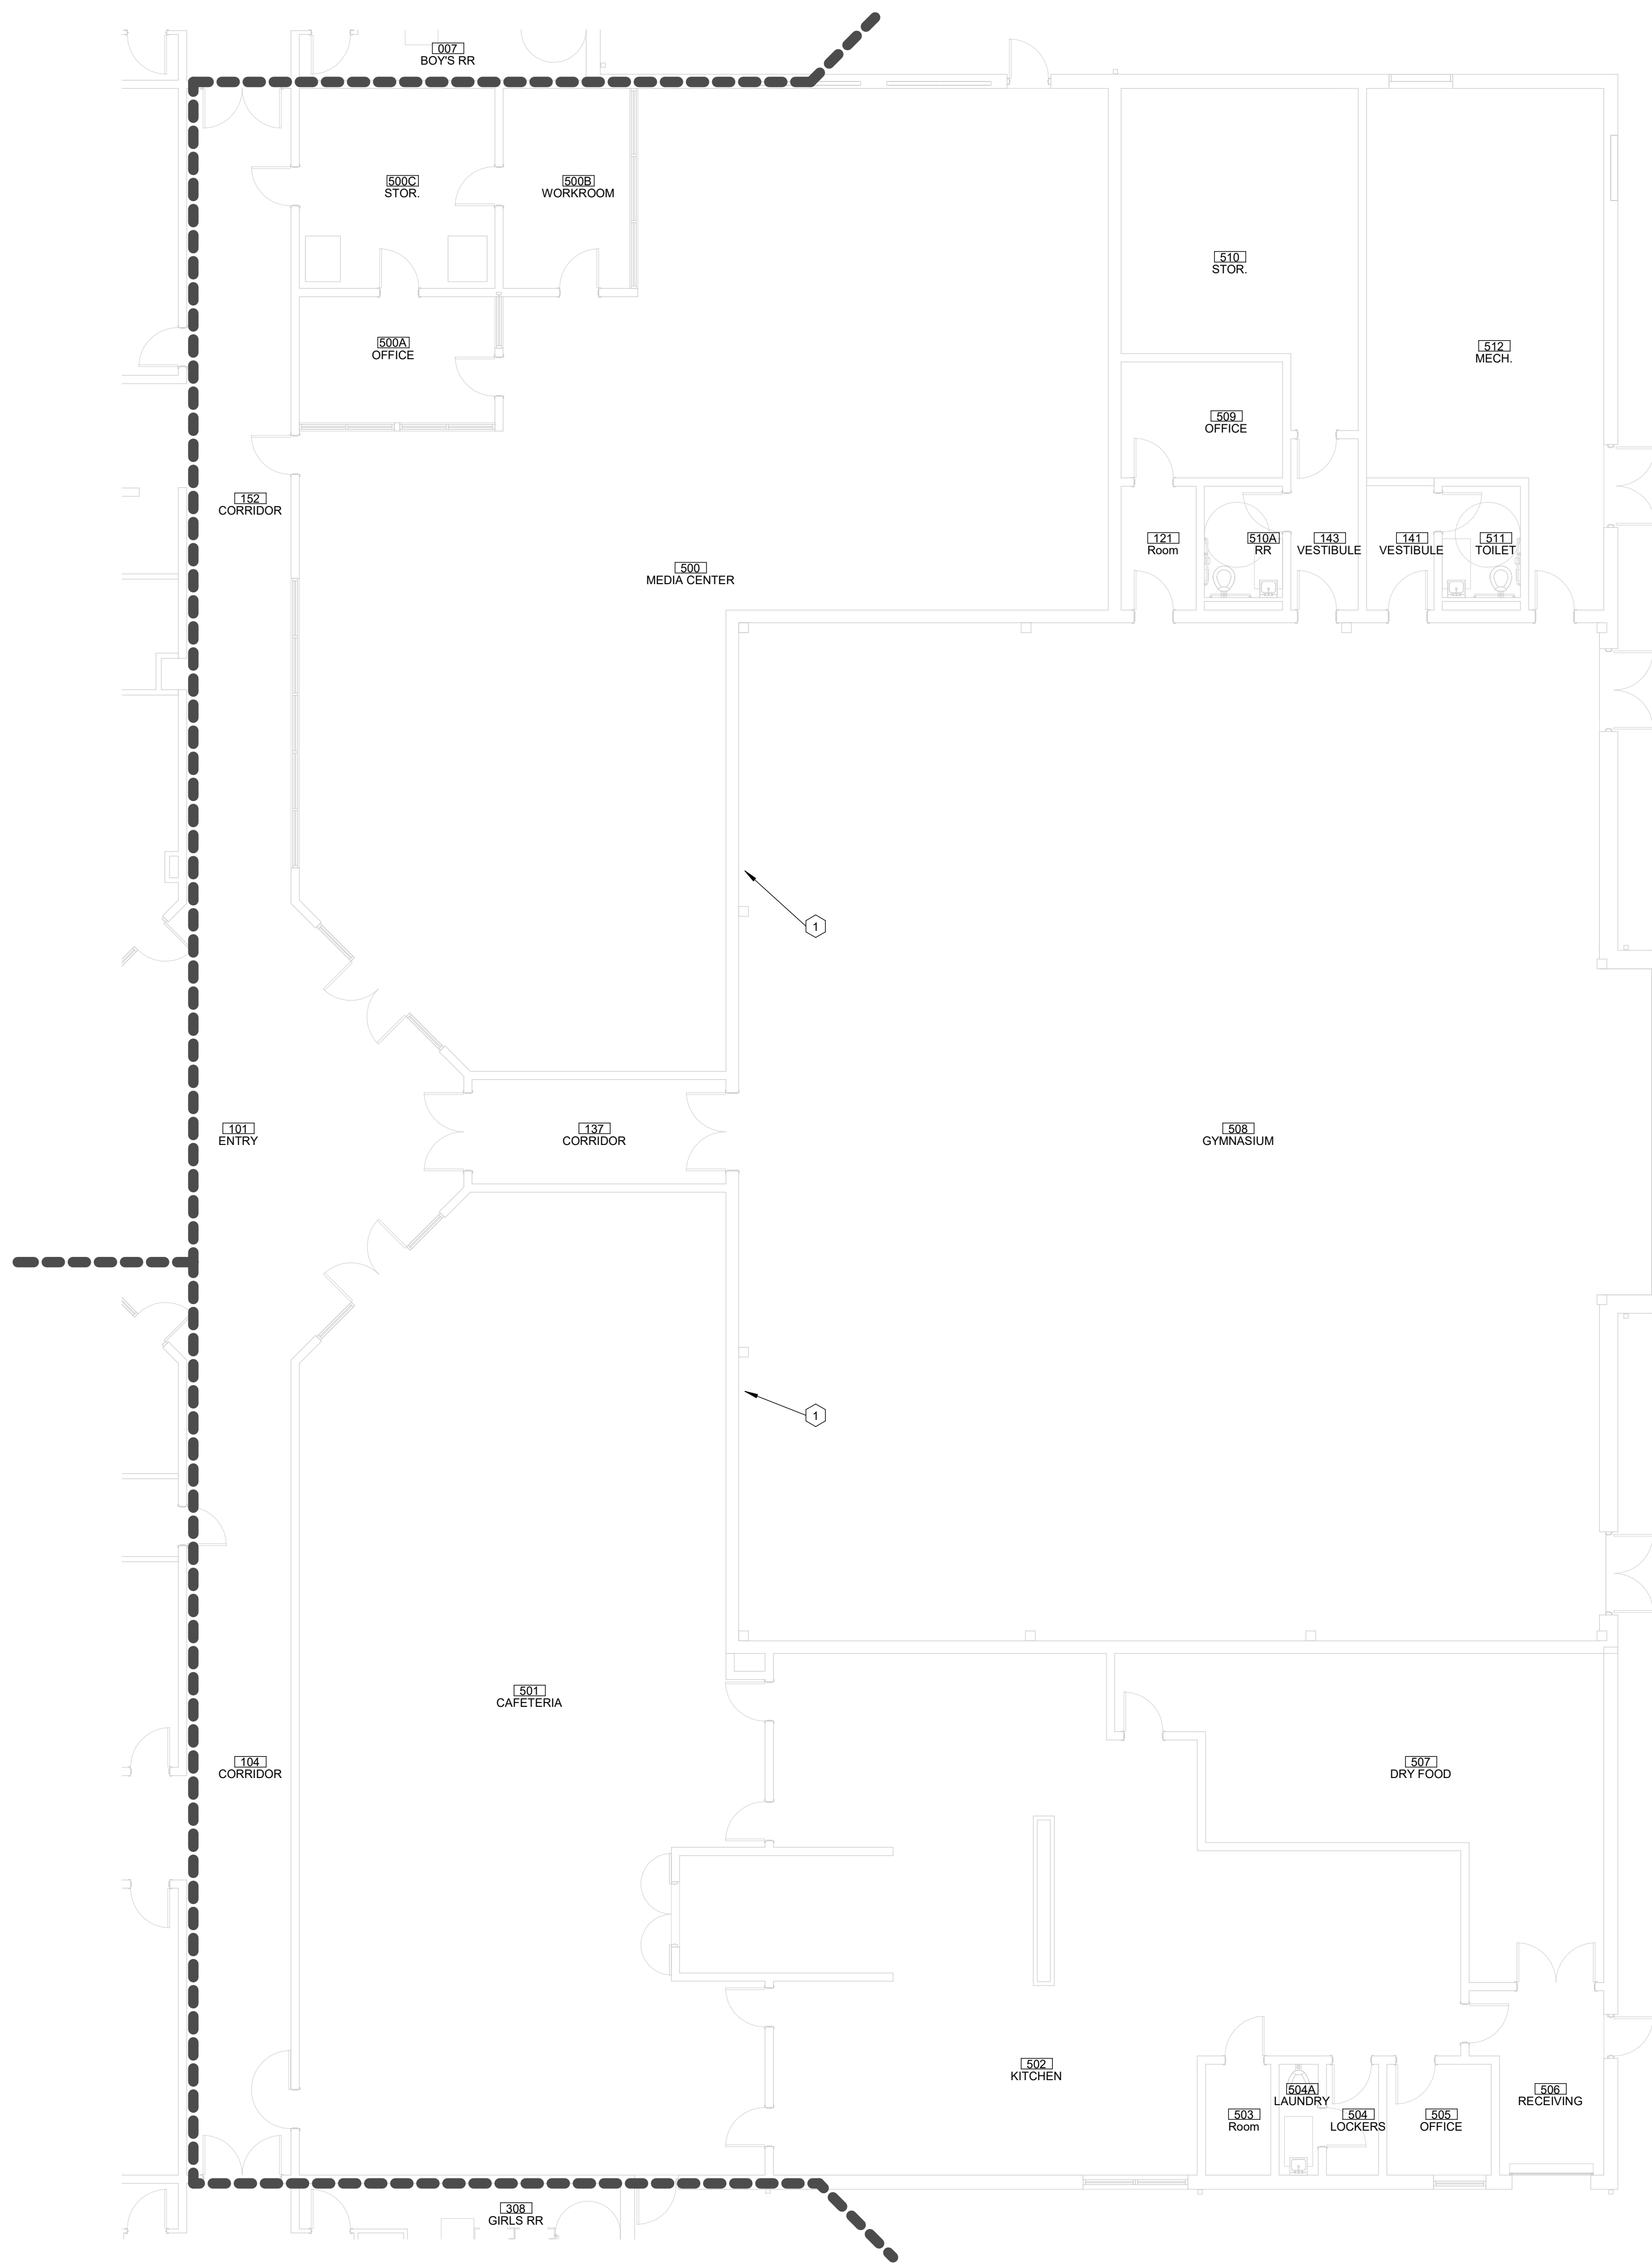 007
BOY'S RR
500C
STOR.
500B
WORKROOM
510
STOR.
500A
OFFICE
512
MECH.
509
OFFICE
152
CORRIDOR
121
Room
510A
RR
143
VESTIBULE
141
VESTIBULE
511
TOILET
500
MEDIA CENTER
1
101
ENTRY
137
CORRIDOR
508
GYMNASIUM
1
501
CAFETERIA
104
CORRIDOR
507
DRY FOOD
502
KITCHEN
504A
LAUNDRY
506
RECEIVING
503
Room
504
LOCKERS
505
OFFICE
308
GIRLS RR